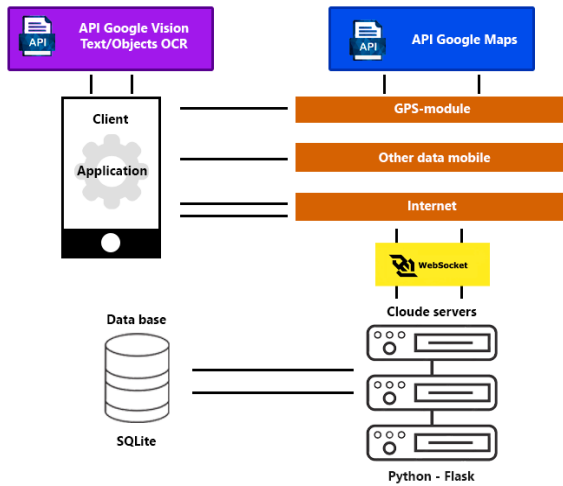 API
API Google Vision
Text/Objects OCR
API
API Google Maps
Client
Application
GPS-module
Other data mobile
Internet
WebSocket
Cloude servers
Data base
SQLite
Python - Flask